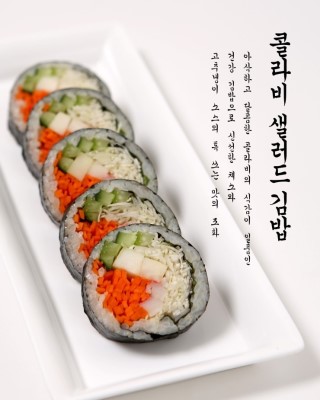 콜라비 샐러드 김밥
아삭하고 달콤한 콜라비의 식감이 일품인
건강 김밥으로 신선한 채소와
고추냉이 소스의 톡 쏘는 맛의 조화